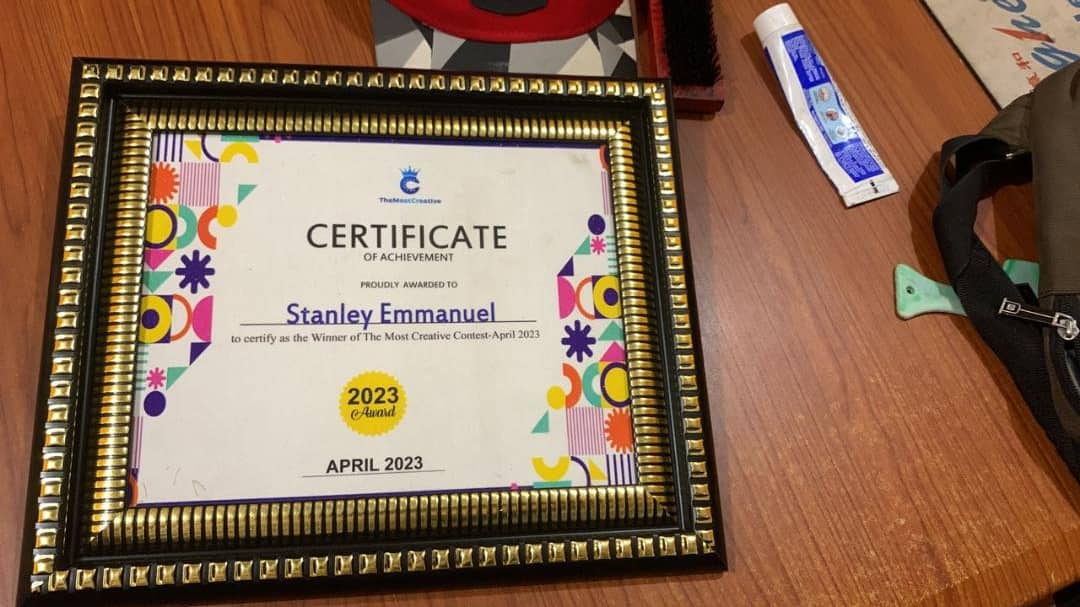 TheMostCreative
CERTIFICATE
OF ACHIEVEMENT
PROUDLY AWARDED TO
Stanley Emmanuel
to certify as the Winner of The Most Creative Contest-April 2023
2023
Award
APRIL 2023